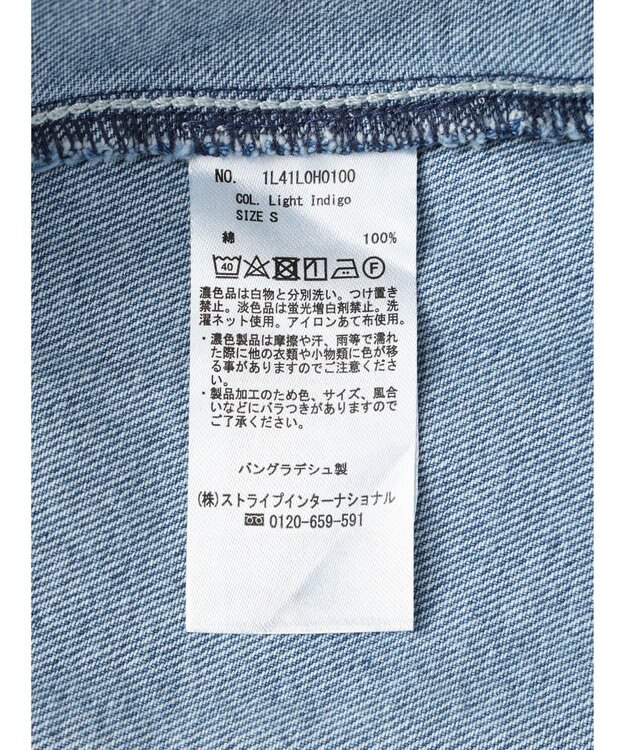 NO. 1L41L0H0100
COL. Light Indigo
SIZE S
綿 100%
40 F
濃色品は白物と分別洗い。つけ置き
禁止。淡色品は蛍光増白剤禁止。洗
濯ネット使用。アイロンあて布使用。
・濃色製品は摩擦や汗、雨等で濡れ
た際に他の衣類や小物類に色が移
る事がありますのでご注意くださ
い。
・製品加工のため色、サイズ、風合
いなどにバラつきがありますので
ご了承ください。
バングラデシュ製
(株)ストライプインターナショナル
0120-659-591